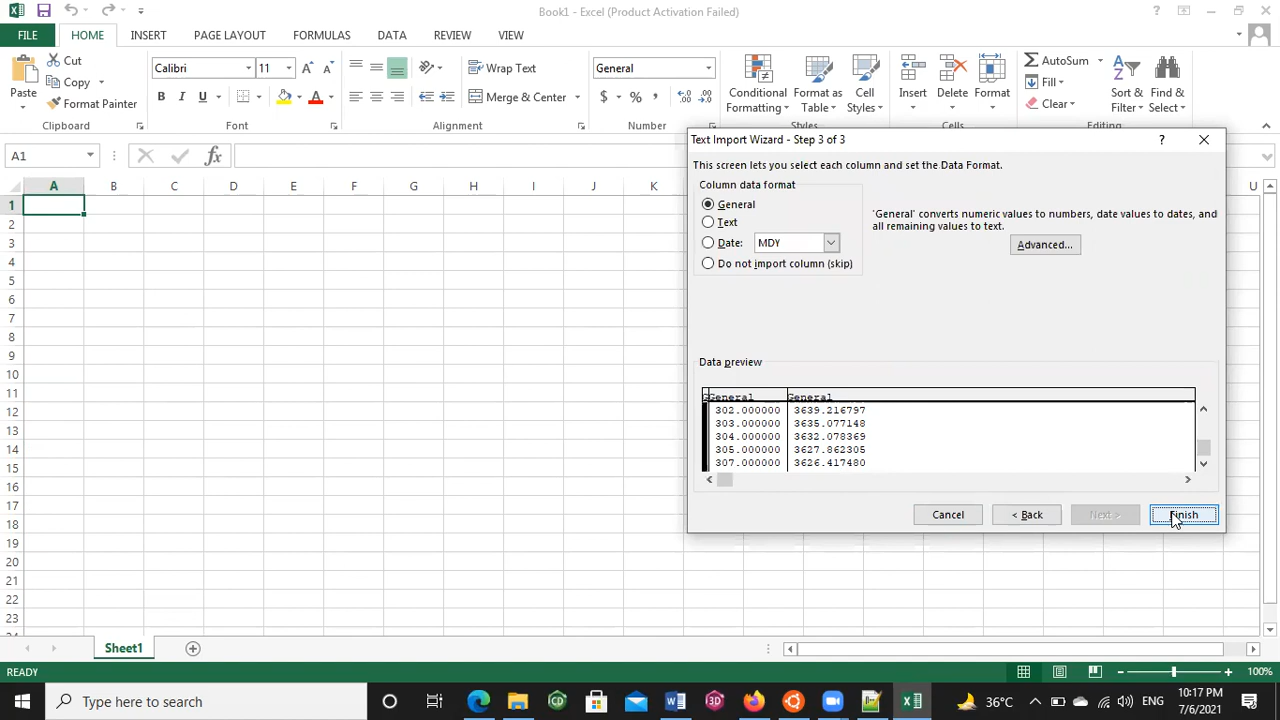 Book1 - Excel (Product Activation Failed)
FILE HOME INSERT PAGE LAYOUT FORMULAS DATA REVIEW VIEW
Paste
Cut
Copy
Format Painter
Clipboard
Calibri 11
B I U A A A
Font
Wrap Text
Merge & Center
Alignment
General
$ % ,
Number
Conditional Formatting
Format as Table
Cell Styles
Styles
Insert Delete Format
Cells
AutoSum
Fill
Clear
Sort & Filter
Find & Select
Editing
A1
fx
A B C D E F G H I J K U
1
2
3
4
5
6
7
8
9
10
11
12
13
14
15
16
17
18
19
20
21
22
23
Text Import Wizard - Step 3 of 3 ?
This screen lets you select each column and set the Data Format.
Column data format
General
Text
Date: MDY
Do not import column (skip)
'General' converts numeric values to numbers, date values to dates, and
all remaining values to text.
Advanced...
Data preview
General General
302.000000 3639.216797
303.000000 3635.077148
304.000000 3632.078369
305.000000 3627.862305
307.000000 3626.417480
Cancel < Back Next > Finish
Sheet1
READY 100%
Type here to search
36°C ENG
10:17 PM
7/6/2021